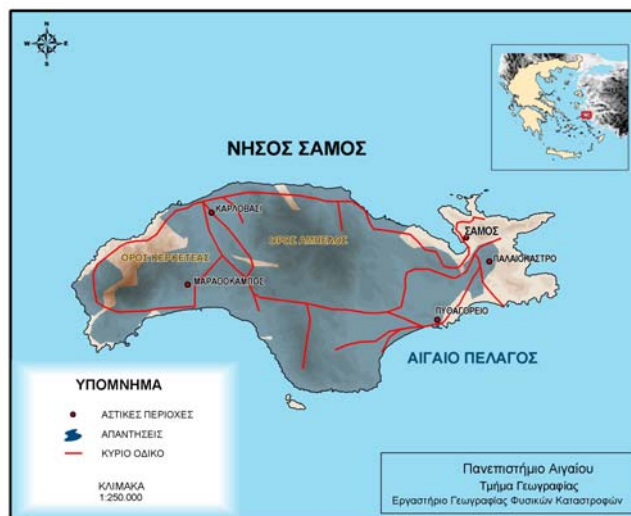 N
W E
S
ΝΗΣΟΣ ΣΑΜΟΣ
ΚΑΡΛΟΒΑΣΙ
ΟΡΟΣ ΑΜΠΕΛΟΣ
ΣΑΜΟΣ
ΟΡΟΣ ΚΕΡΚΕΤΕΑΣ
ΠΑΛΑΙΟΚΑΣΤΡΟ
ΜΑΡΑΘΟΚΑΜΠΟΣ
ΠΥΘΑΓΟΡΕΙΟ
ΑΙΓΑΙΟ ΠΕΛΑΓΟΣ
ΥΠΟΜΝΗΜΑ
ΑΣΤΙΚΕΣ ΠΕΡΙΟΧΕΣ
ΑΠΑΝΤΗΣΕΙΣ
ΚΥΡΙΟ ΟΔΙΚΟ
ΚΛΙΜΑΚΑ
1:250.000
Πανεπιστήμιο Αιγαίου
Τμήμα Γεωγραφίας
Εργαστήριο Γεωγραφίας Φυσικών Καταστροφών